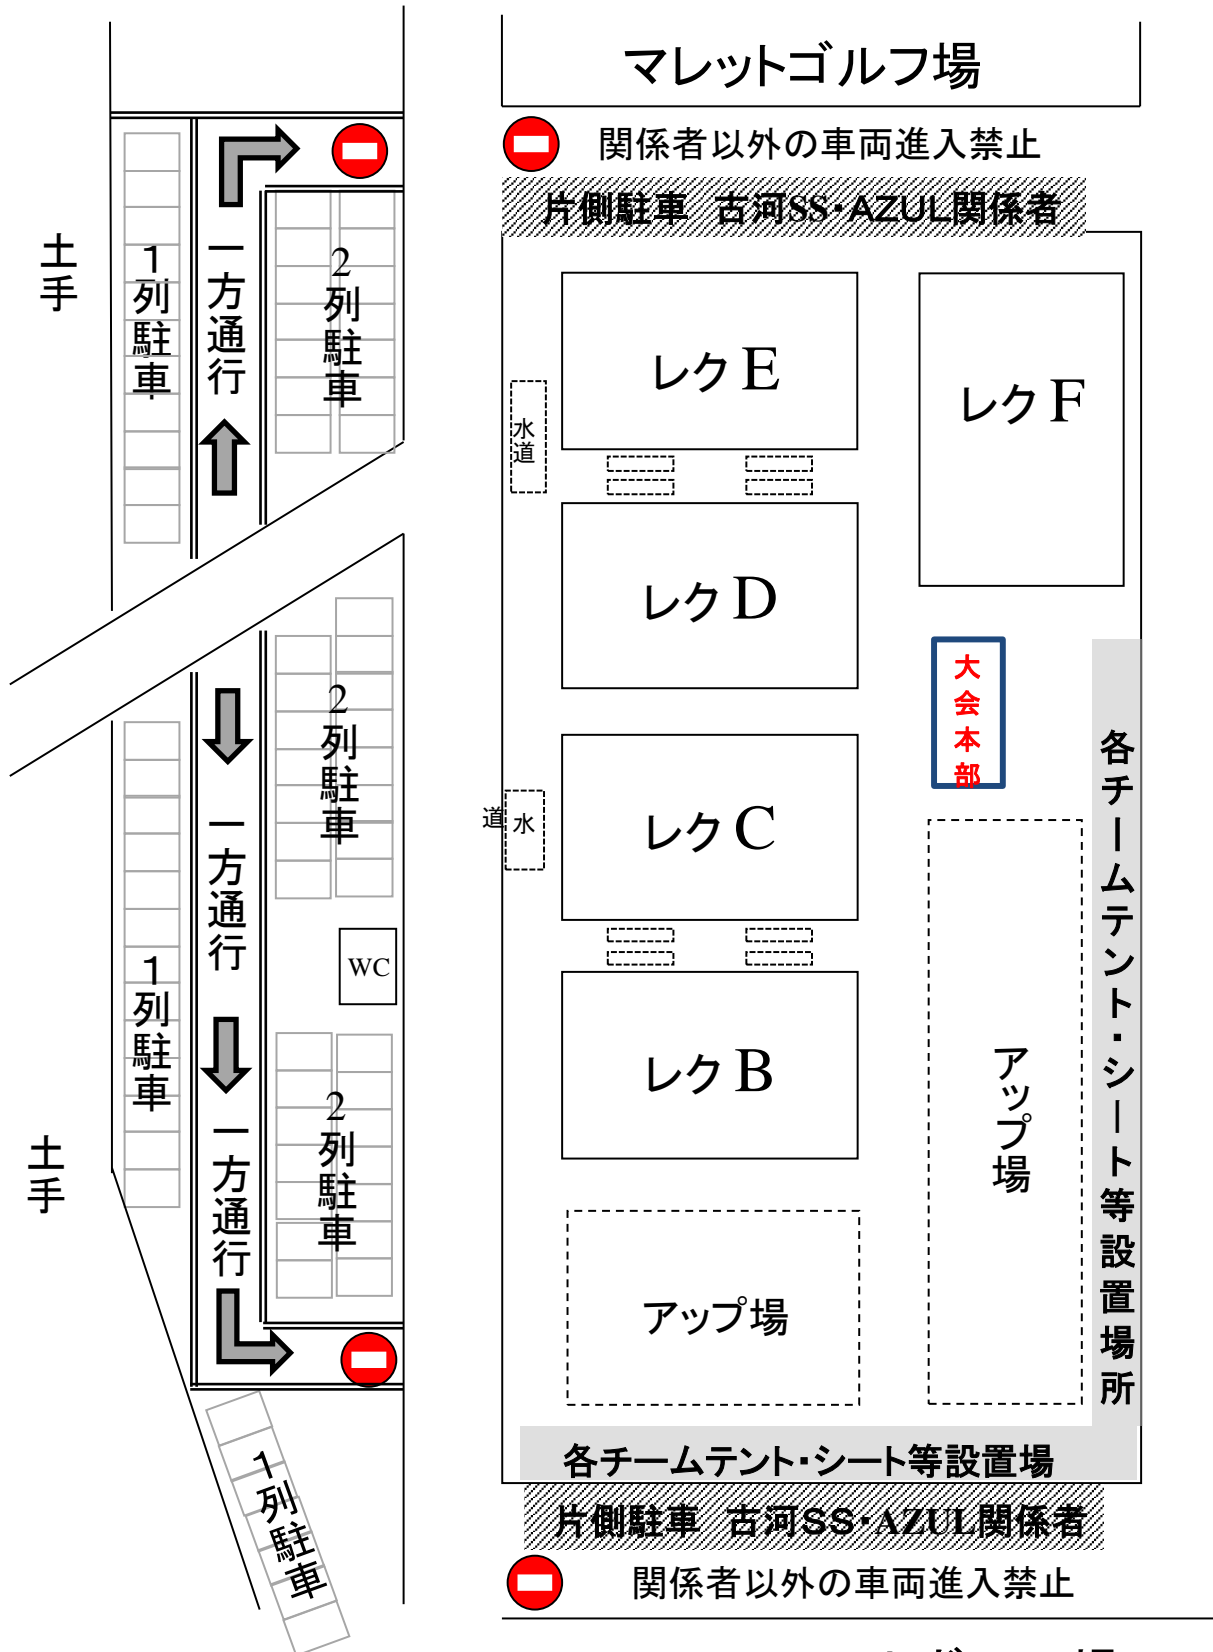 マレットゴルフ場
関係者以外の車両進入禁止
片側駐車 古河SS・AZUL関係者
土手
1列駐車
一方通行
2列駐車
レクE
レクF
水道
レクD
大会本部
2列駐車
各チームテント・シート等設置場所
レクC
水道
一方通行
WC
1列駐車
レクB
アップ場
2列駐車
一方通行
土手
アップ場
各チームテント・シート等設置場
1列駐車
片側駐車 古河SS・AZUL関係者
関係者以外の車両進入禁止